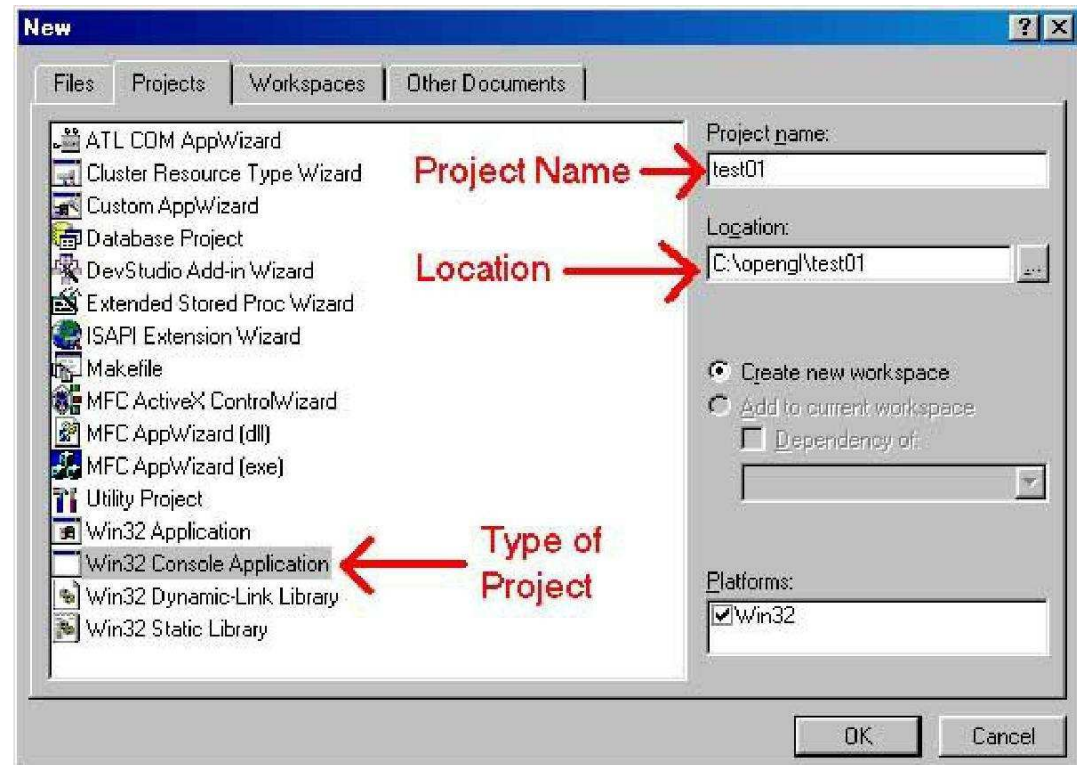 New
Files
Projects
Workspaces
Other Documents
ATL COM AppWizard
Cluster Resource Type Wizard
Custom AppWizard
Database Project
DevStudio Add-in Wizard
Extended Stored Proc Wizard
ISAPI Extension Wizard
Makefile
MFC ActiveX ControlWizard
MFC AppWizard (dll)
MFC AppWizard (exe)
Utility Project
Win32 Application
Win32 Console Application
Win32 Dynamic-Link Library
Win32 Static Library
Project Name
Location
Type of
Project
Project name:
test01
Location:
C:\opengl\test01
...
Create new workspace
Add to current workspace
Dependency of:
Platforms:
Win32
OK
Cancel